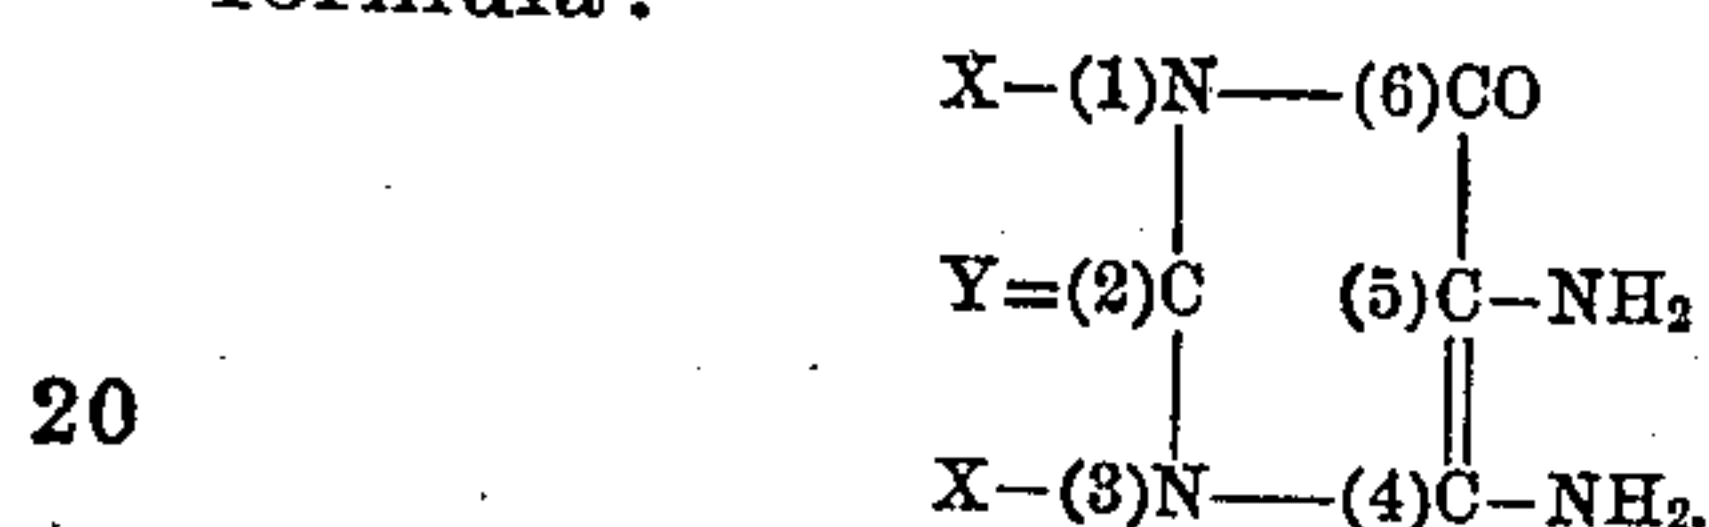 formula:
X—(1)N——(6)CO
Y=(2)C (5)C—NH₂
20
X—(3)N——(4)C—NH₂.